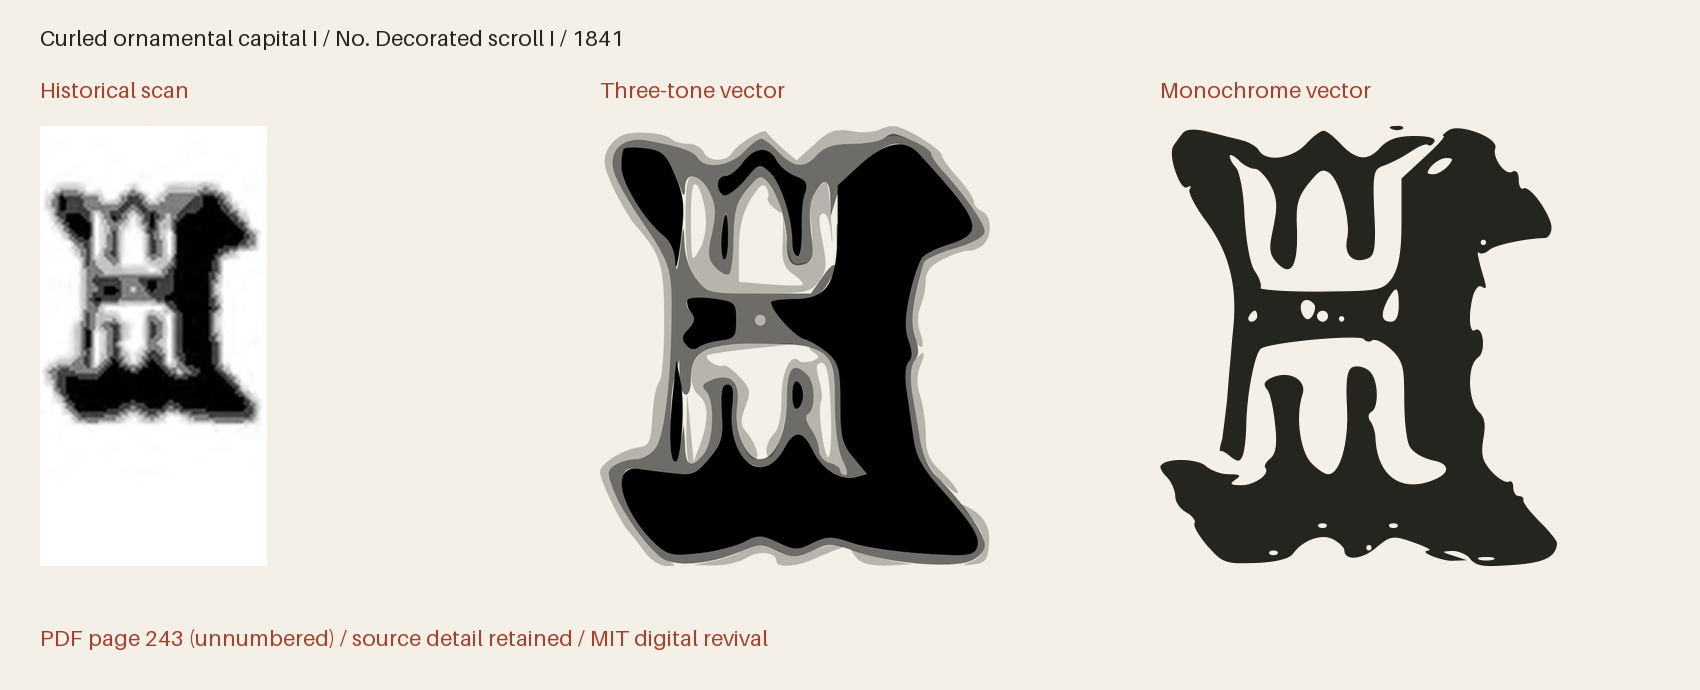 Curled ornamental capital I / No. Decorated scroll I / 1841
Historical scan
Three-tone vector
Monochrome vector
I
I
I
PDF page 243 (unnumbered) / source detail retained / MIT digital revival